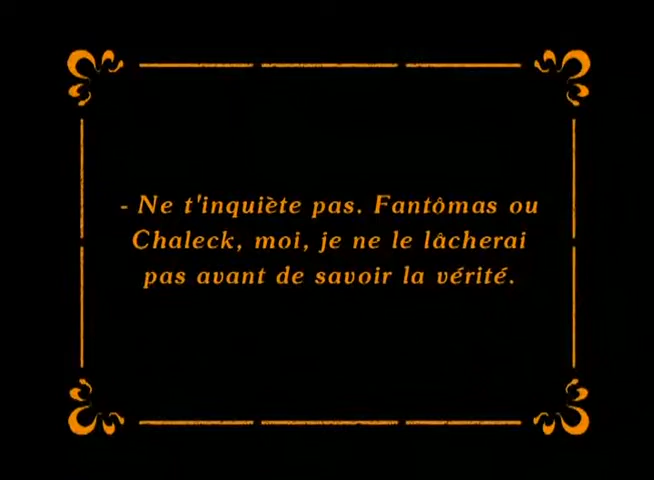 - Ne t'inquiète pas. Fantômas ou
Chaleck, moi, je ne le lâcherai
pas avant de savoir la vérité.